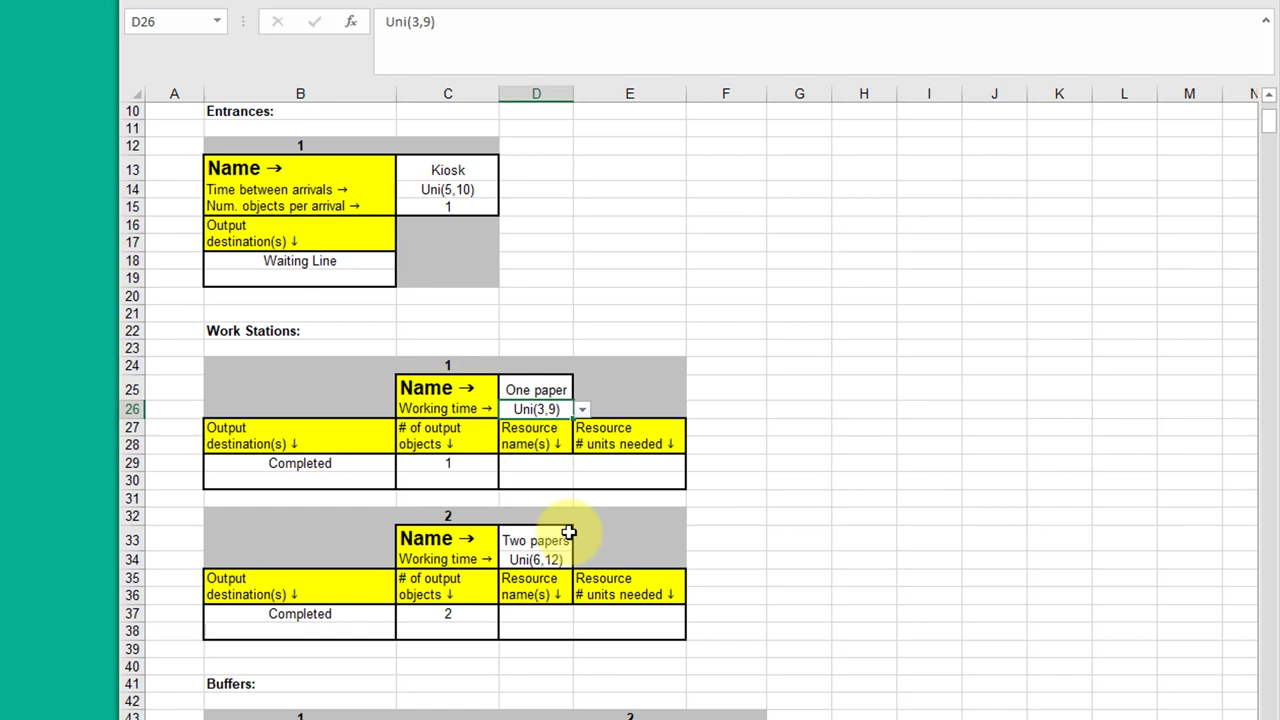 D26 fx Uni(3,9)
A B C D E F G H I J K L M N
10 Entrances:
11
12 1
13 Name → Kiosk
14 Time between arrivals → Uni(5,10)
15 Num. objects per arrival → 1
16 Output
17 destination(s) ↓
18 Waiting Line
19
20
21
22 Work Stations:
23
24 1
25 Name → One paper
26 Working time → Uni(3,9)
27 Output # of output Resource Resource
28 destination(s) ↓ objects ↓ name(s) ↓ # units needed ↓
29 Completed 1
30
31
32 2
33 Name → Two papers
34 Working time → Uni(6,12)
35 Output # of output Resource Resource
36 destination(s) ↓ objects ↓ name(s) ↓ # units needed ↓
37 Completed 2
38
39
40
41 Buffers:
42
43 1 2